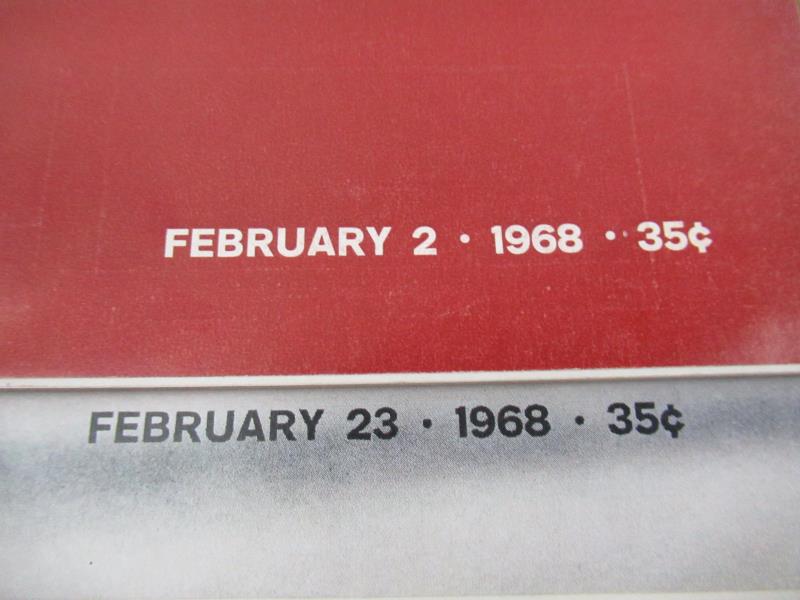 FEBRUARY 2 · 1968 · 35¢
FEBRUARY 23 · 1968 · 35¢